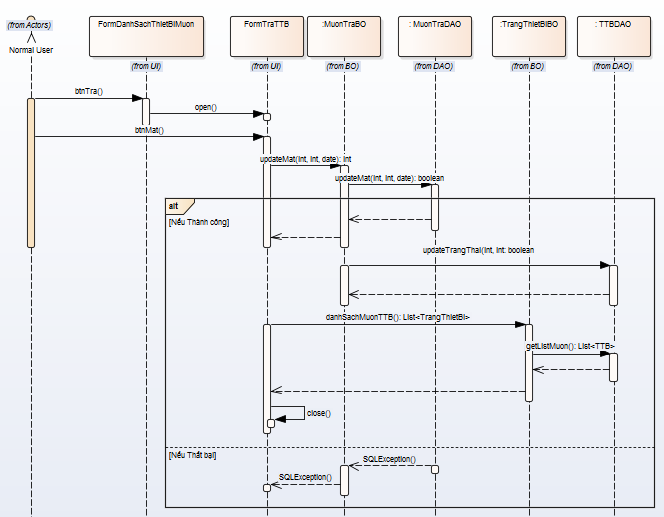 (from Actors)
Normal User
FormDanhSachThietBiMuon
FormTraTTB
:MuonTraBO
: MuonTraDAO
:TrangThietBiBO
: TTBDAO
(from UI)
(from UI)
(from BO)
(from DAO)
(from BO)
(from DAO)
btnTra()
open()
btnMat()
updateMat(int, int, date): int
updateMat(int, int, date): boolean
alt
[Nếu Thành công]
updateTrangThai(int, int: boolean
danhSachMuonTTB(): List<TrangThietBi>
getListMuon(): List<TTB>
close()
[Nếu Thất bại]
SQLException()
SQLException()